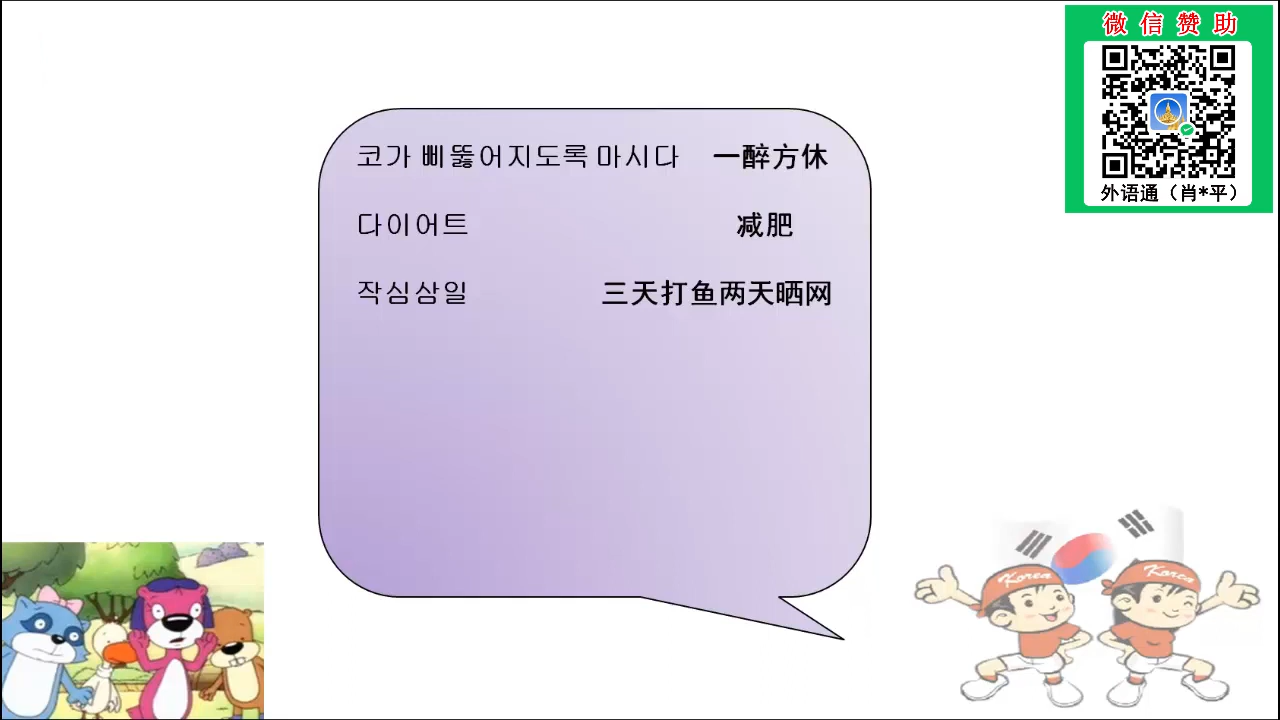 微信赞助
外语通（肖*平）
코가 삐뚫어지도록 마시다 一醉方休
다이어트 减肥
작심삼일 三天打鱼两天晒网
Korea
Korea